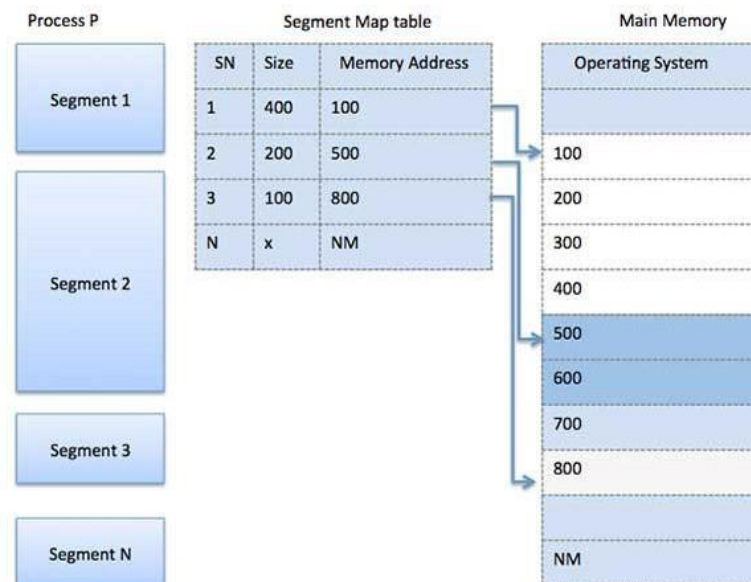 Process P
Segment 1
Segment 2
Segment 3
Segment N
Segment Map table
SN Size Memory Address
1 400 100
2 200 500
3 100 800
N x NM
Main Memory
Operating System
100
200
300
400
500
600
700
800
NM